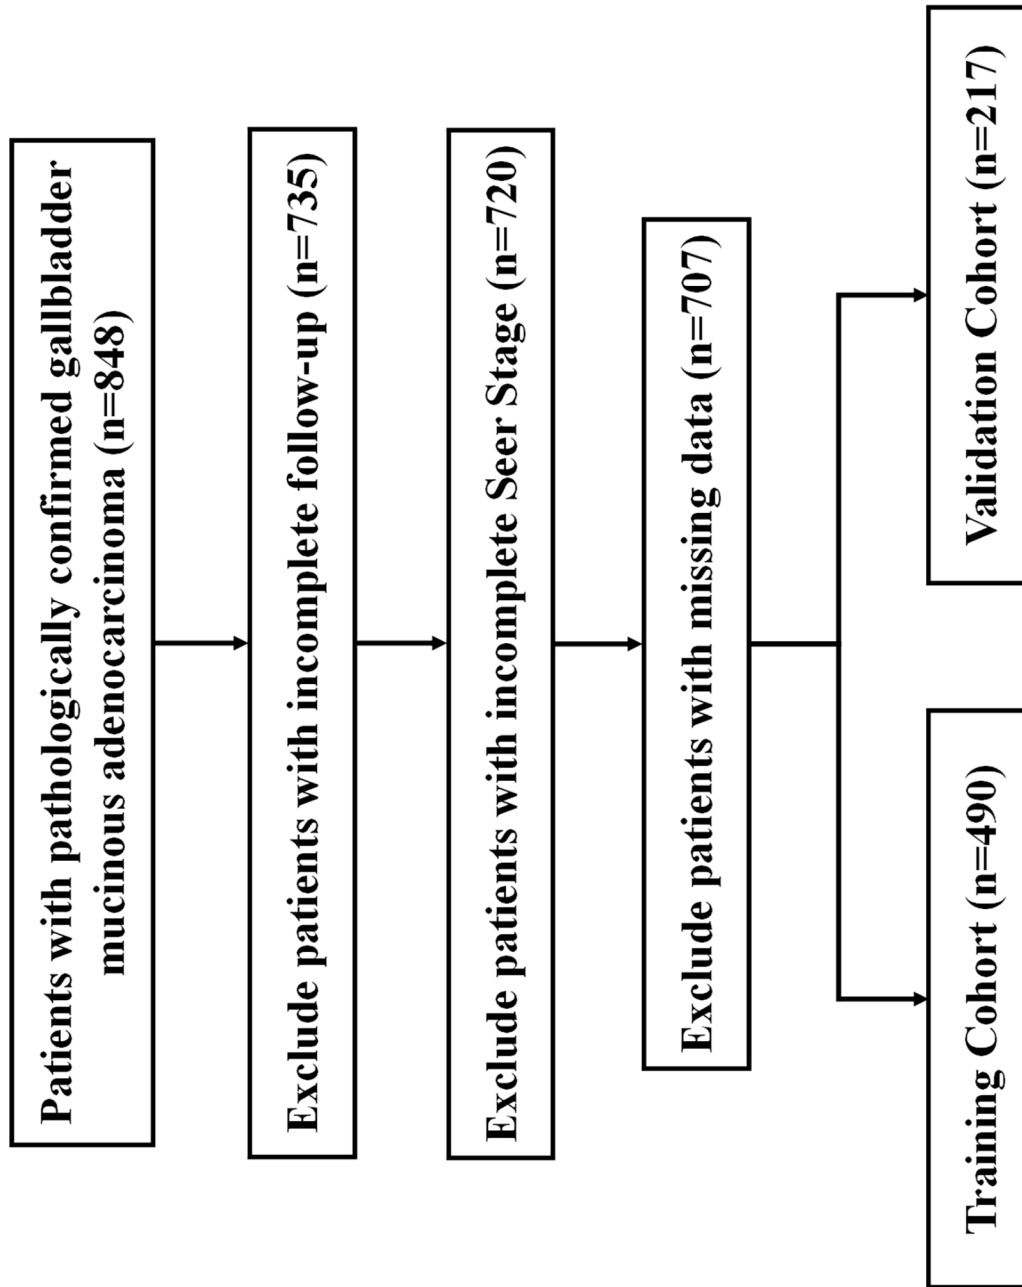 Patients with pathologically confirmed gallbladder
mucinous adenocarcinoma (n=848)
Exclude patients with incomplete follow-up (n=735)
Exclude patients with incomplete Seer Stage (n=720)
Exclude patients with missing data (n=707)
Training Cohort (n=490)
Validation Cohort (n=217)